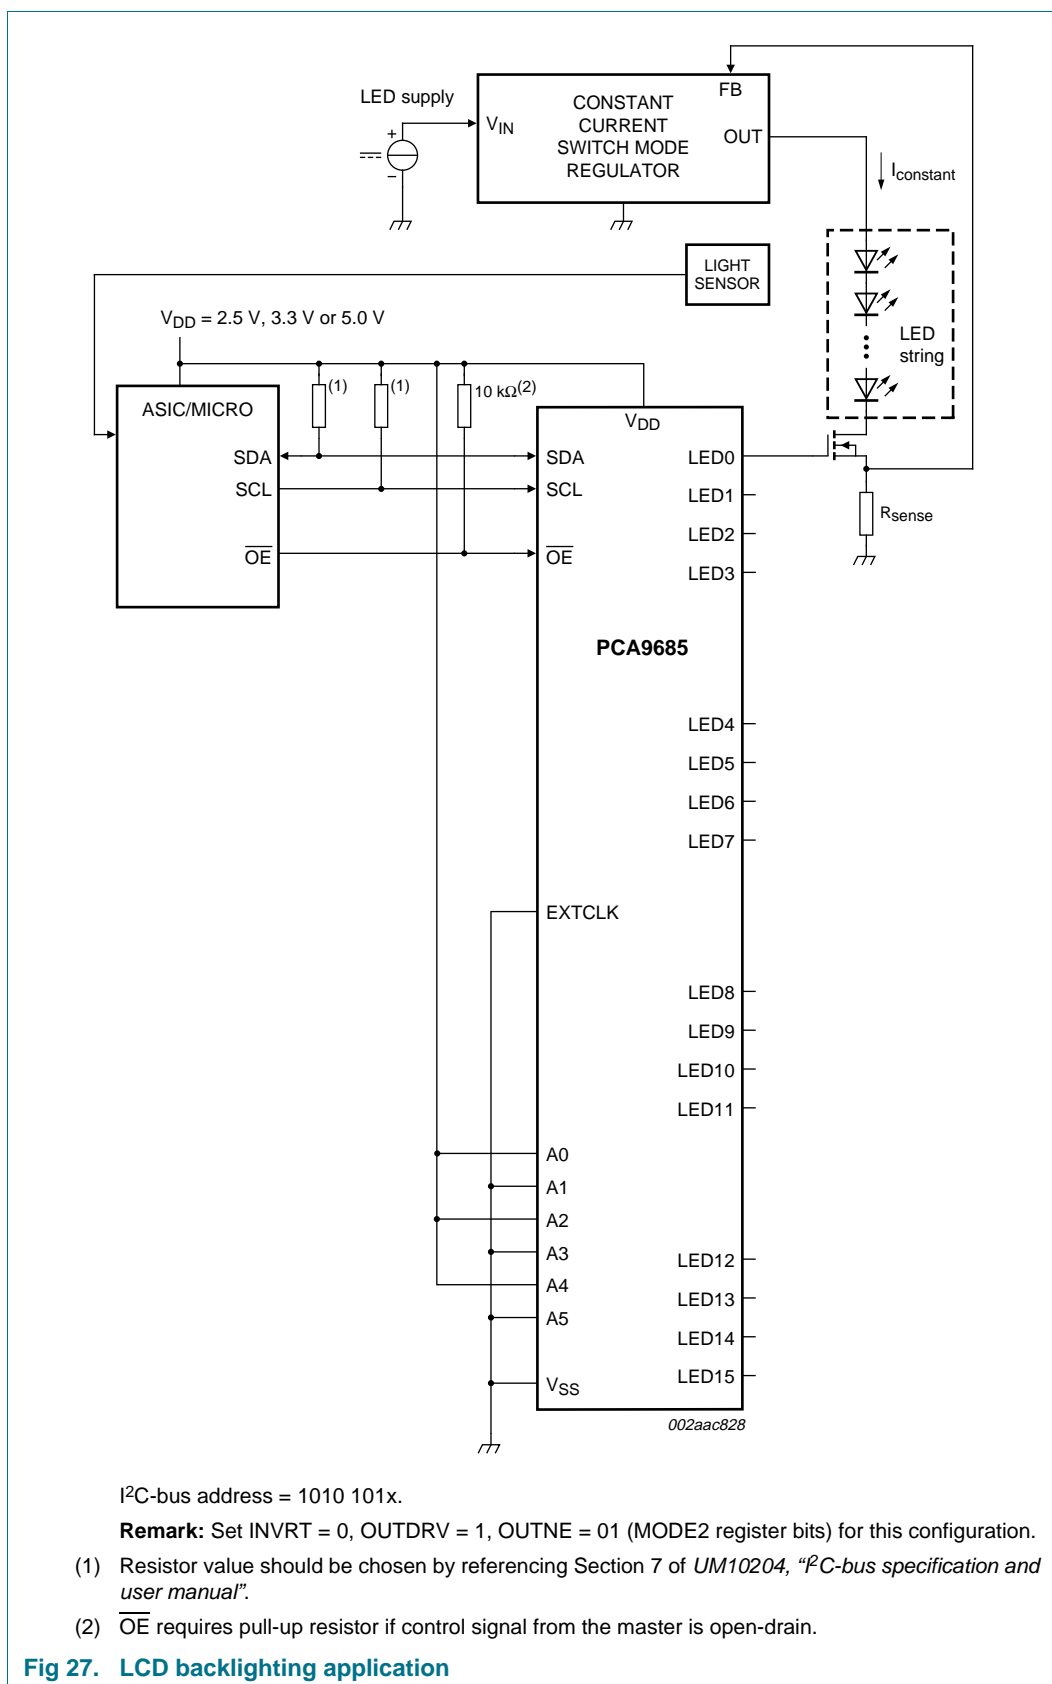 LED supply
+
−
V_IN
CONSTANT
CURRENT
SWITCH MODE
REGULATOR
FB
OUT
I_constant
LIGHT
SENSOR
LED
string
V_DD = 2.5 V, 3.3 V or 5.0 V
(1)
(1)
10 kΩ(2)
ASIC/MICRO
SDA
SCL
OE
V_DD
SDA
SCL
OE
LED0
LED1
LED2
LED3
R_sense
PCA9685
LED4
LED5
LED6
LED7
EXTCLK
LED8
LED9
LED10
LED11
A0
A1
A2
A3
A4
A5
V_SS
LED12
LED13
LED14
LED15
002aac828
I²C-bus address = 1010 101x.
Remark: Set INVRT = 0, OUTDRV = 1, OUTNE = 01 (MODE2 register bits) for this configuration.
(1) Resistor value should be chosen by referencing Section 7 of UM10204, “I²C-bus specification and
user manual”.
(2) OE requires pull-up resistor if control signal from the master is open-drain.
Fig 27. LCD backlighting application